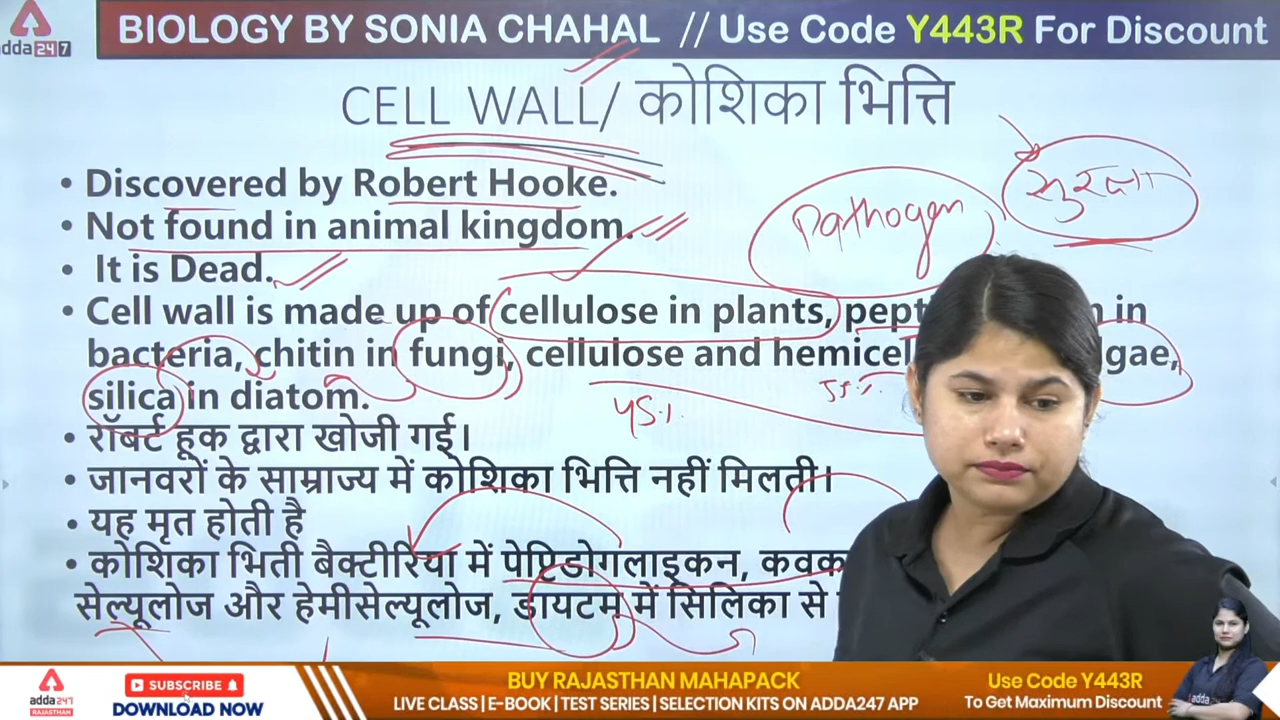 BIOLOGY BY SONIA CHAHAL // Use Code Y443R For Discount
adda247
CELL WALL/ कोशिका भित्ति
• Discovered by Robert Hooke.
• Not found in animal kingdom.
• It is Dead.
Pathogen
सुरक्षा
• Cell wall is made up of cellulose in plants, in
bacteria, chitin in fungi, cellulose and
silica in diatom.
• रॉबर्ट हूक द्वारा खोजी गई।
• जानवरों के साम्राज्य में कोशिका भित्ति नहीं मिलती।
• यह मृत होती है
• कोशिका भिती बैक्टीरिया में पेप्टिडोगलाइकन,
सेल्यूलोज और हेमीसेल्यूलोज, डायटम में सिलिका से
adda247
RAJASTHAN
SUBSCRIBE
DOWNLOAD NOW
BUY RAJASTHAN MAHAPACK
LIVE CLASS | E-BOOK | TEST SERIES | SELECTION KITS ON ADDA247 APP
Use Code Y443R
To Get Maximum Discount